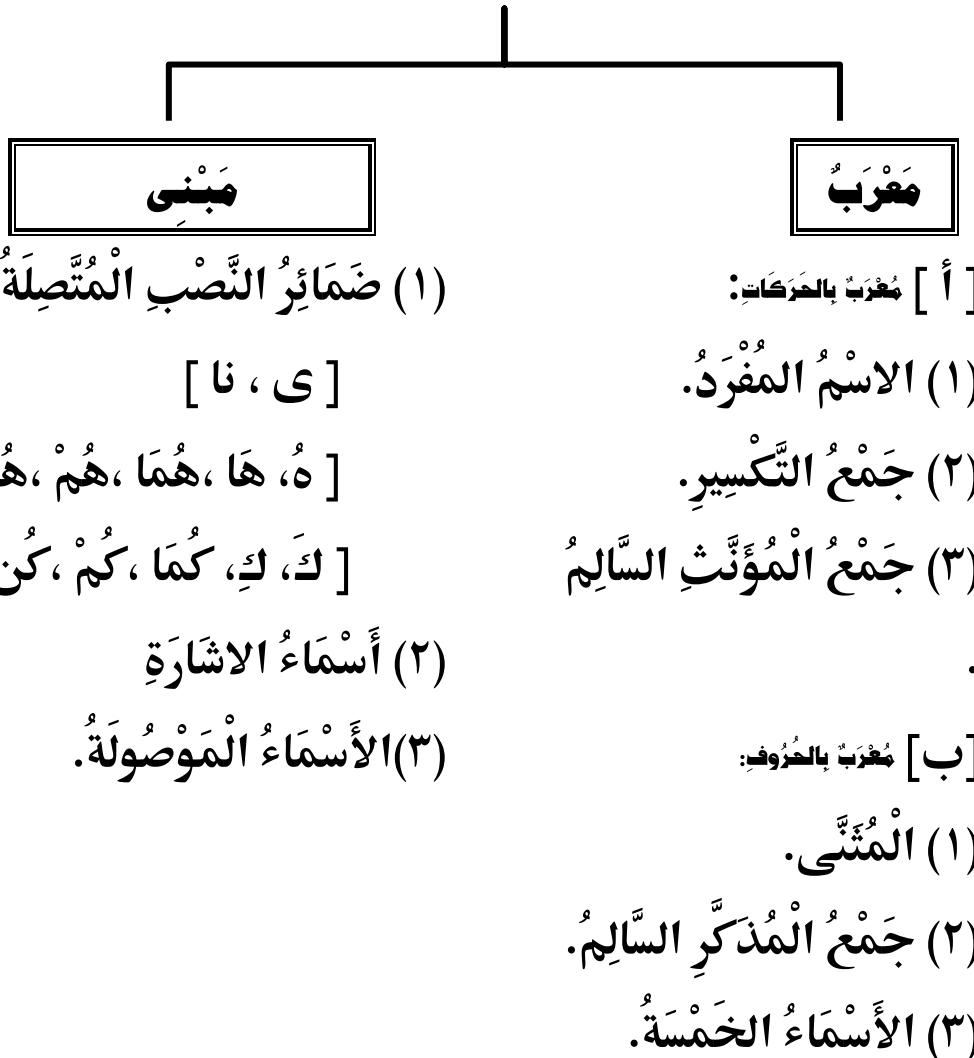 مَعْرَبٌ
[ أ ] مُعْرَبٌ بِالحَرَكَاتِ:
(١) الاسْمُ المُفْرَدُ.
(٢) جَمْعُ التَّكْسِيرِ.
(٣) جَمْعُ الْمُؤَنَّثِ السَّالِمُ
.
[ب] مُعْرَبٌ بِالحُرُوفِ:
(١) الْمُثَنَّى.
(٢) جَمْعُ الْمُذَكَّرِ السَّالِمُ.
(٣) الأَسْمَاءُ الخَمْسَةُ.
مَبْنِى
(١) ضَمَائِرُ النَّصْبِ الْمُتَّصِلَةُ
[ ى ، نا ]
[ هُ، هَا ،هُمَا ،هُمْ ،
[ كَ، كِ، كُمَا ،كُمْ ،
(٢) أَسْمَاءُ الاشَارَةِ
(٣)الأَسْمَاءُ الْمَوْصُولَةُ.